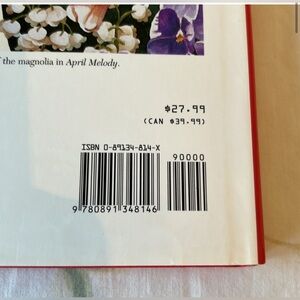 f the magnolia in April Melody.
$27.99
(CAN $39.99)
ISBN 0-89134-814-X
90000
9 780891 348146